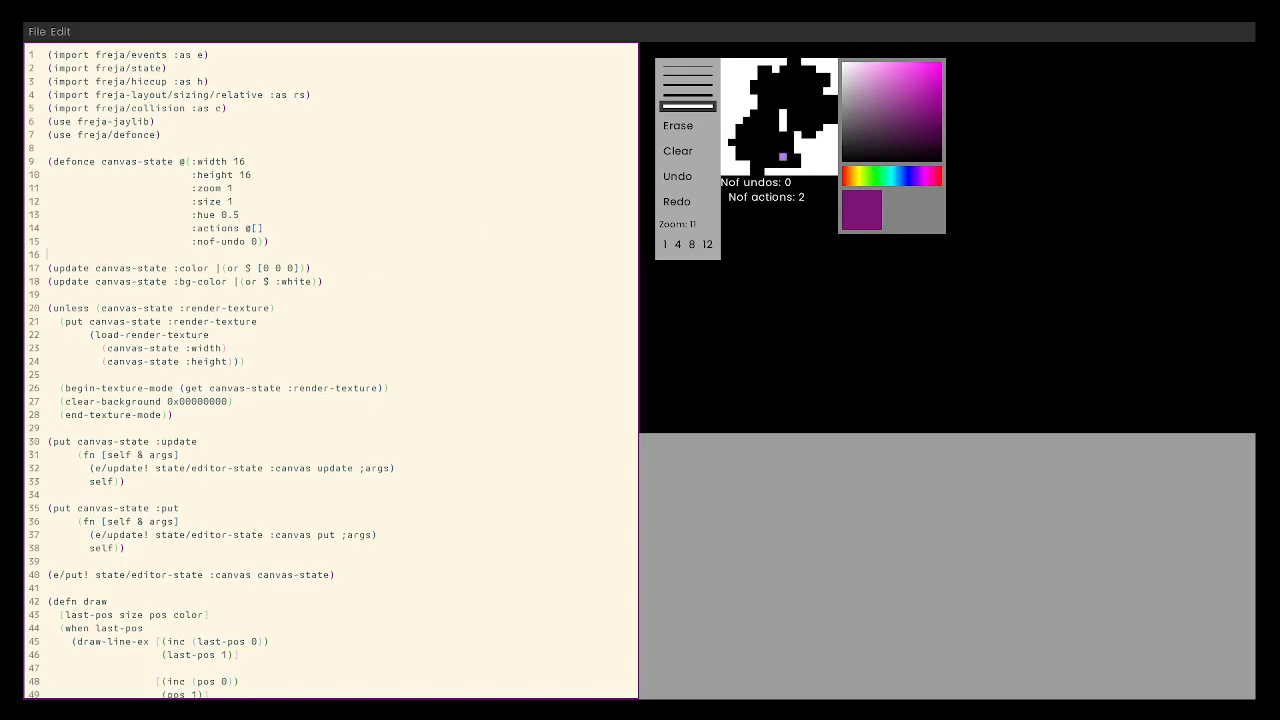 File Edit
1 (import freja/events :as e)
2 (import freja/state)
3 (import freja/hiccup :as h)
4 (import freja-layout/sizing/relative :as rs)
5 (import freja/collision :as c)
6 (use freja-jaylib)
7 (use freja/defonce)
8
9 (defonce canvas-state @{:width 16
10 :height 16
11 :zoom 1
12 :size 1
13 :hue 0.5
14 :actions @[]
15 :nof-undo 0})
16
17 (update canvas-state :color |(or $ [0 0 0]))
18 (update canvas-state :bg-color |(or $ :white))
19
20 (unless (canvas-state :render-texture)
21 (put canvas-state :render-texture
22 (load-render-texture
23 (canvas-state :width)
24 (canvas-state :height)))
25
26 (begin-texture-mode (get canvas-state :render-texture))
27 (clear-background 0x00000000)
28 (end-texture-mode))
29
30 (put canvas-state :update
31 (fn [self & args]
32 (e/update! state/editor-state :canvas update ;args)
33 self))
34
35 (put canvas-state :put
36 (fn [self & args]
37 (e/update! state/editor-state :canvas put ;args)
38 self))
39
40 (e/put! state/editor-state :canvas canvas-state)
41
42 (defn draw
43 [last-pos size pos color]
44 (when last-pos
45 (draw-line-ex [(inc (last-pos 0))
46 (last-pos 1)]
47
48 [(inc (pos 0))
49 (pos 1)]
Erase
Clear
Undo
Redo
Zoom: 11
1 4 8 12
Nof undos: 0
Nof actions: 2